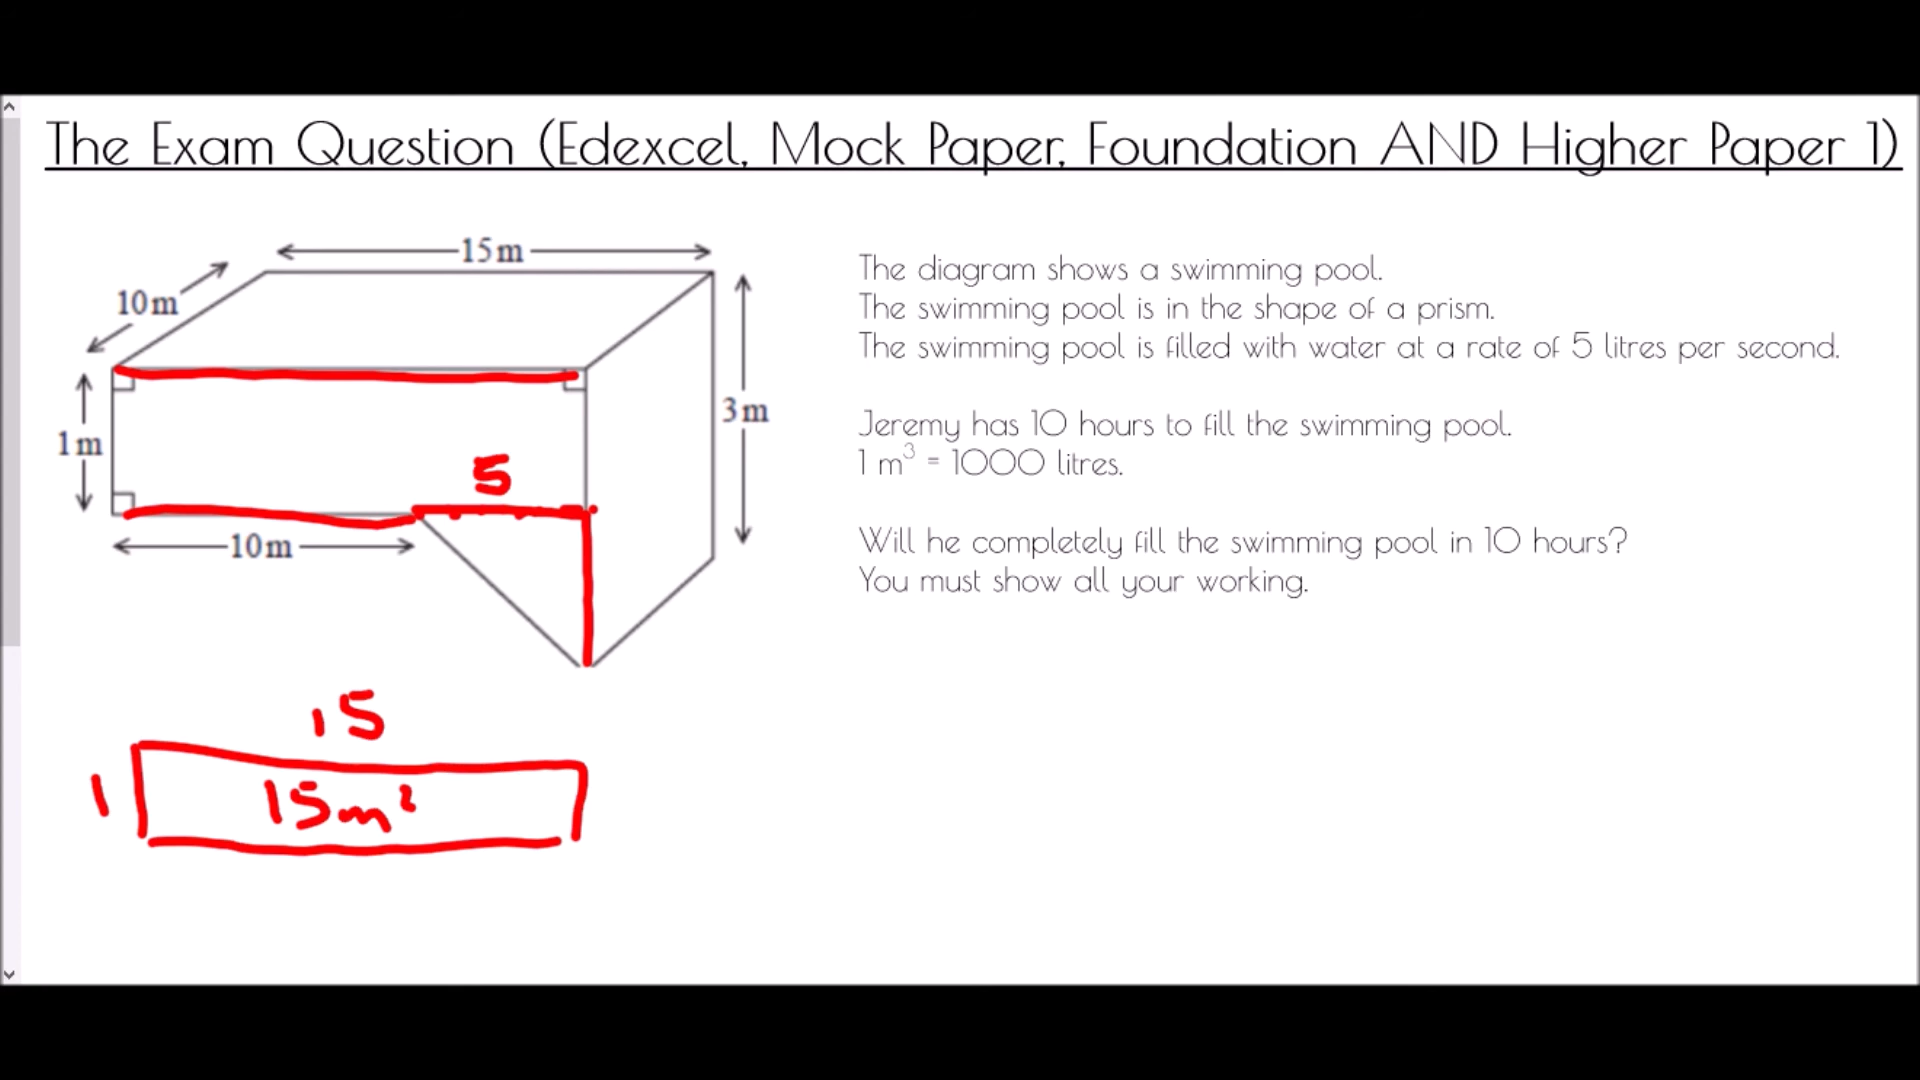 The Exam Question (Edexcel, Mock Paper, Foundation AND Higher Paper 1)
15m
10m
The diagram shows a swimming pool.
The swimming pool is in the shape of a prism.
The swimming pool is filled with water at a rate of 5 litres per second.
3m
1m
Jeremy has 10 hours to fill the swimming pool.
1 m³ = 1000 litres.
5
10m
Will he completely fill the swimming pool in 10 hours?
You must show all your working.
15
1
15m²